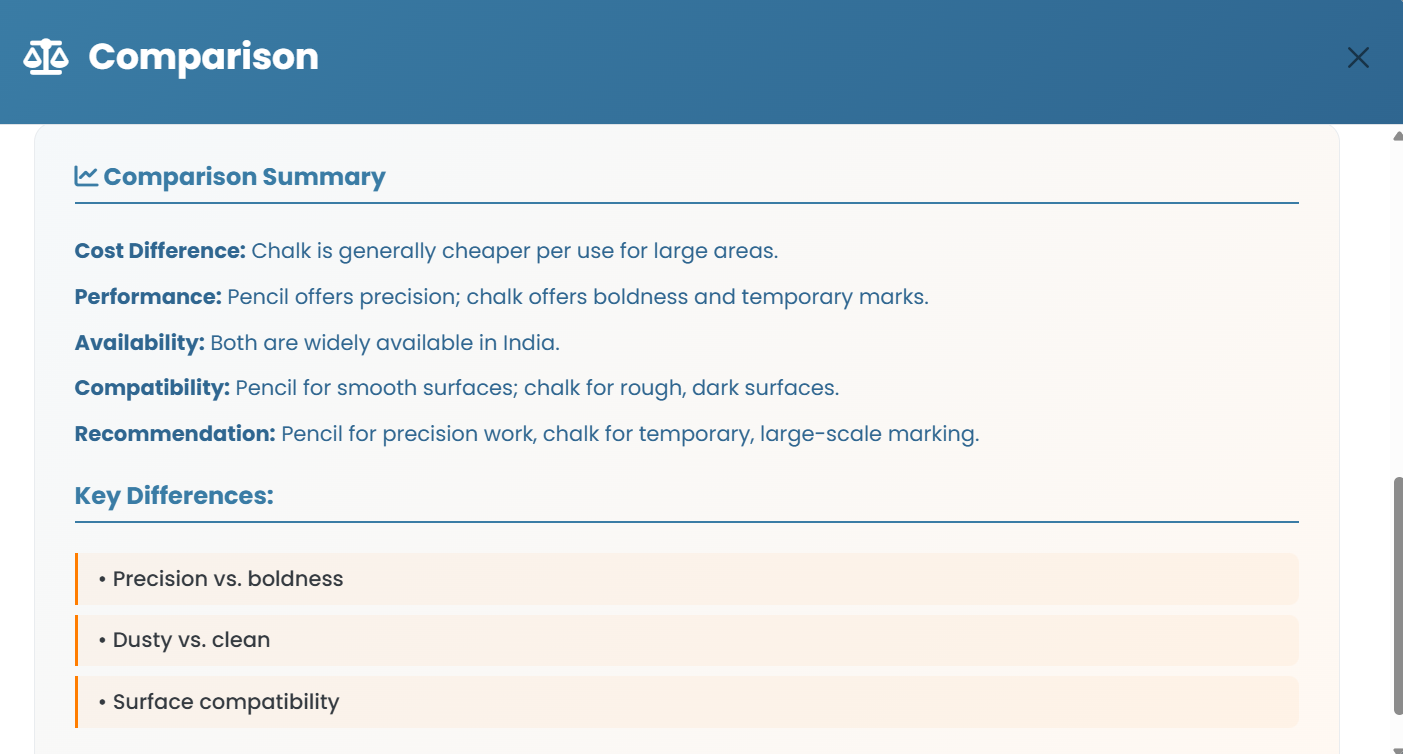 Comparison
Comparison Summary
Cost Difference: Chalk is generally cheaper per use for large areas.
Performance: Pencil offers precision; chalk offers boldness and temporary marks.
Availability: Both are widely available in India.
Compatibility: Pencil for smooth surfaces; chalk for rough, dark surfaces.
Recommendation: Pencil for precision work, chalk for temporary, large-scale marking.
Key Differences:
• Precision vs. boldness
• Dusty vs. clean
• Surface compatibility